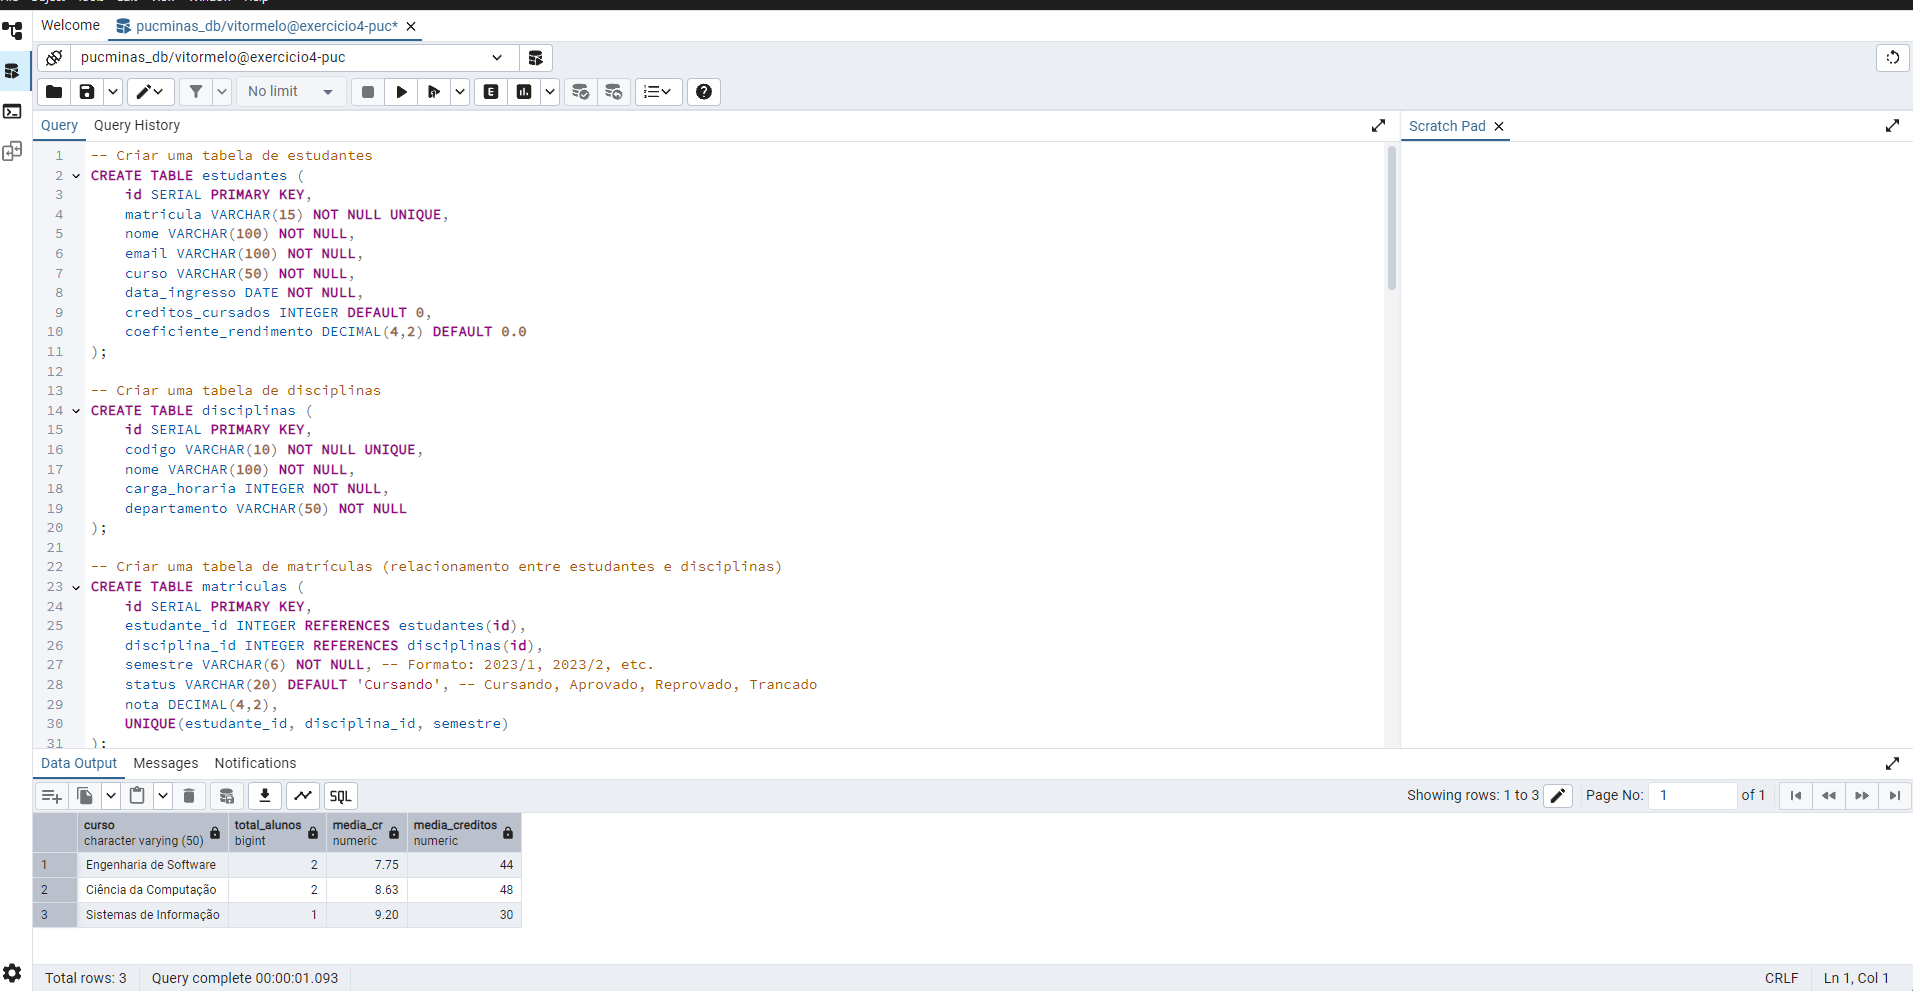 Welcome
pucminas_db/vitormelo@exercicio4-puc*
pucminas_db/vitormelo@exercicio4-puc
No limit
E
Query
Query History
Scratch Pad
1 -- Criar uma tabela de estudantes
2 CREATE TABLE estudantes (
3 id SERIAL PRIMARY KEY,
4 matricula VARCHAR(15) NOT NULL UNIQUE,
5 nome VARCHAR(100) NOT NULL,
6 email VARCHAR(100) NOT NULL,
7 curso VARCHAR(50) NOT NULL,
8 data_ingresso DATE NOT NULL,
9 creditos_cursados INTEGER DEFAULT 0,
10 coeficiente_rendimento DECIMAL(4,2) DEFAULT 0.0
11 );
12
13 -- Criar uma tabela de disciplinas
14 CREATE TABLE disciplinas (
15 id SERIAL PRIMARY KEY,
16 codigo VARCHAR(10) NOT NULL UNIQUE,
17 nome VARCHAR(100) NOT NULL,
18 carga_horaria INTEGER NOT NULL,
19 departamento VARCHAR(50) NOT NULL
20 );
21
22 -- Criar uma tabela de matrículas (relacionamento entre estudantes e disciplinas)
23 CREATE TABLE matriculas (
24 id SERIAL PRIMARY KEY,
25 estudante_id INTEGER REFERENCES estudantes(id),
26 disciplina_id INTEGER REFERENCES disciplinas(id),
27 semestre VARCHAR(6) NOT NULL, -- Formato: 2023/1, 2023/2, etc.
28 status VARCHAR(20) DEFAULT 'Cursando', -- Cursando, Aprovado, Reprovado, Trancado
29 nota DECIMAL(4,2),
30 UNIQUE(estudante_id, disciplina_id, semestre)
31 );
Data Output
Messages
Notifications
SQL
Showing rows: 1 to 3
Page No: 1 of 1
curso total_alunos media_cr media_creditos
character varying (50) bigint numeric numeric
1 Engenharia de Software 2 7.75 44
2 Ciência da Computação 2 8.63 48
3 Sistemas de Informação 1 9.20 30
Total rows: 3
Query complete 00:00:01.093
CRLF
Ln 1, Col 1